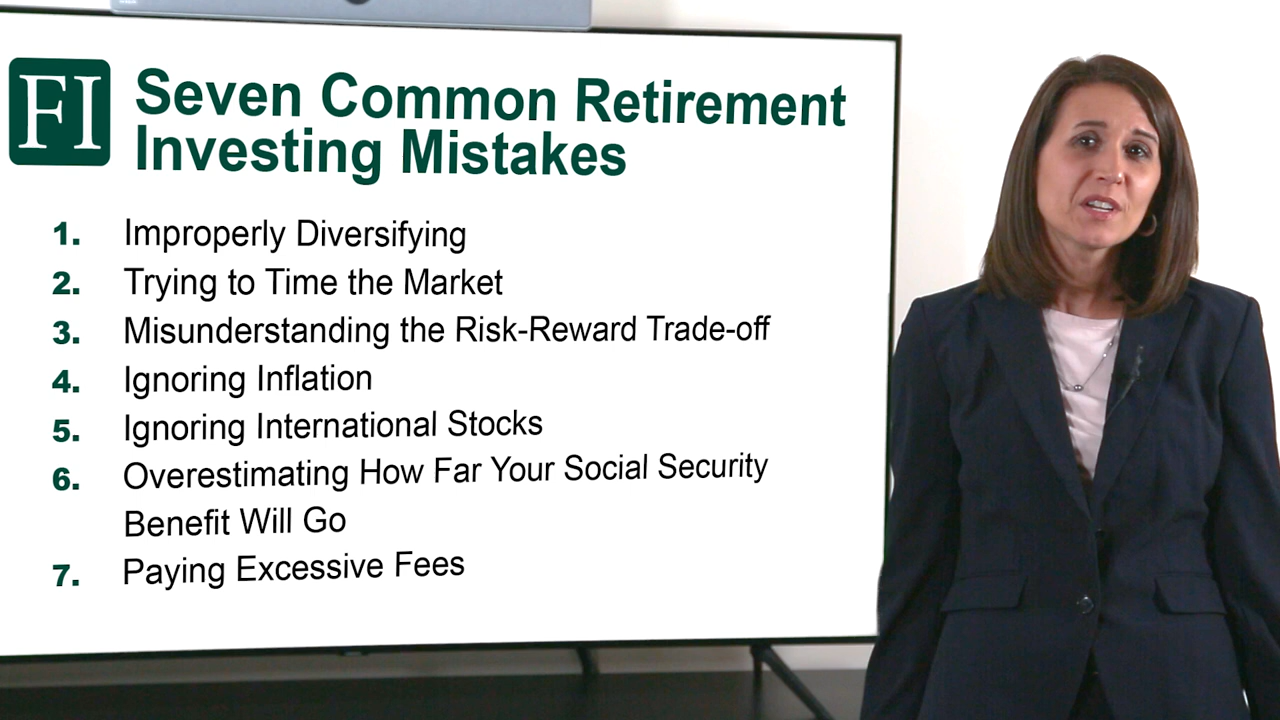 FI
Seven Common Retirement
Investing Mistakes
1. Improperly Diversifying
2. Trying to Time the Market
3. Misunderstanding the Risk-Reward Trade-off
4. Ignoring Inflation
5. Ignoring International Stocks
6. Overestimating How Far Your Social Security
Benefit Will Go
7. Paying Excessive Fees